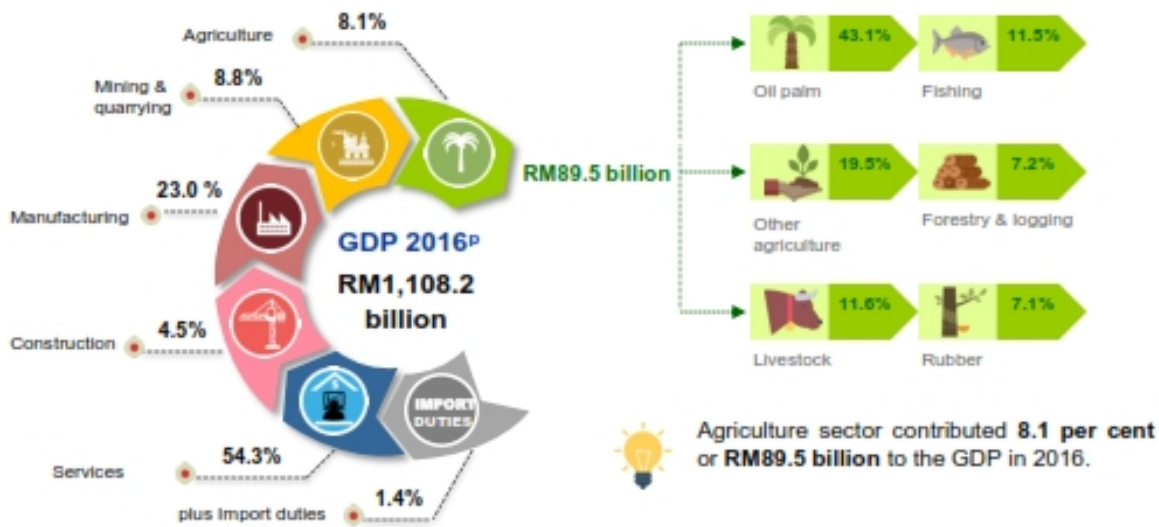 Agriculture
8.1%
Mining &
quarrying
8.8%
Manufacturing
23.0 %
Construction
4.5%
Services
54.3%
plus Import duties
1.4%
IMPORT
DUTIES
GDP 2016ᵖ
RM1,108.2
billion
RM89.5 billion
43.1%
Oil palm
11.5%
Fishing
19.5%
Other
agriculture
7.2%
Forestry & logging
11.6%
Livestock
7.1%
Rubber
Agriculture sector contributed 8.1 per cent
or RM89.5 billion to the GDP in 2016.